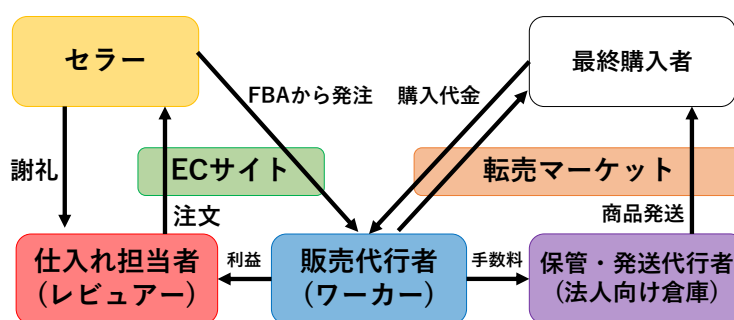 セラー
最終購入者
FBAから発注
購入代金
謝礼
ECサイト
転売マーケット
注文
商品発送
仕入れ担当者
(レビュアー)
利益
販売代行者
(ワーカー)
手数料
保管・発送代行者
(法人向け倉庫)